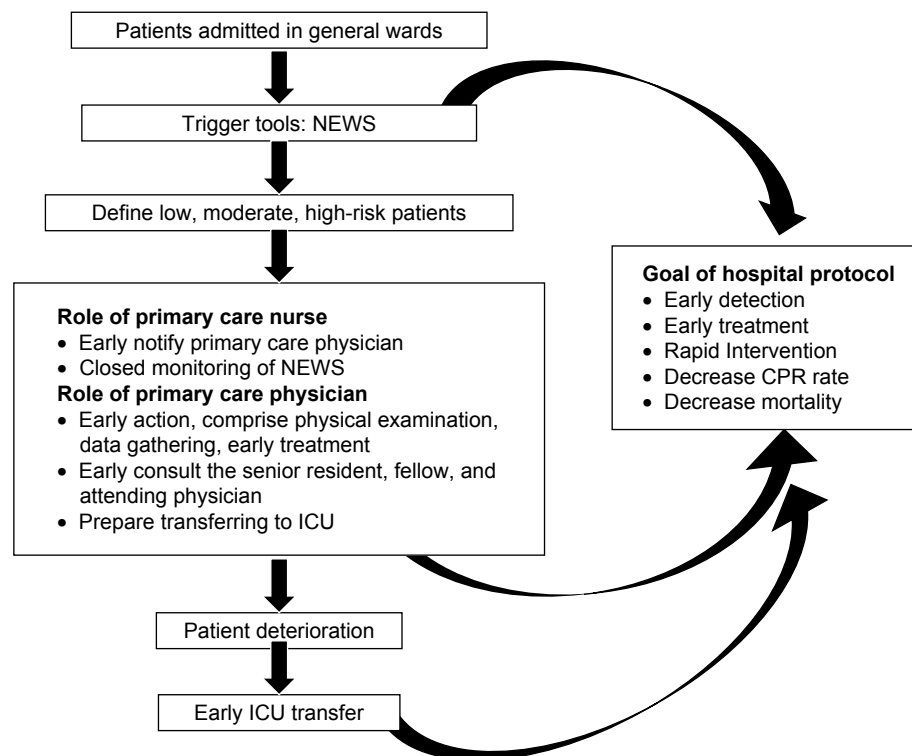 Patients admitted in general wards
Trigger tools: NEWS
Define low, moderate, high-risk patients
Role of primary care nurse
• Early notify primary care physician
• Closed monitoring of NEWS
Role of primary care physician
• Early action, comprise physical examination,
data gathering, early treatment
• Early consult the senior resident, fellow, and
attending physician
• Prepare transferring to ICU
Patient deterioration
Early ICU transfer
Goal of hospital protocol
• Early detection
• Early treatment
• Rapid Intervention
• Decrease CPR rate
• Decrease mortality